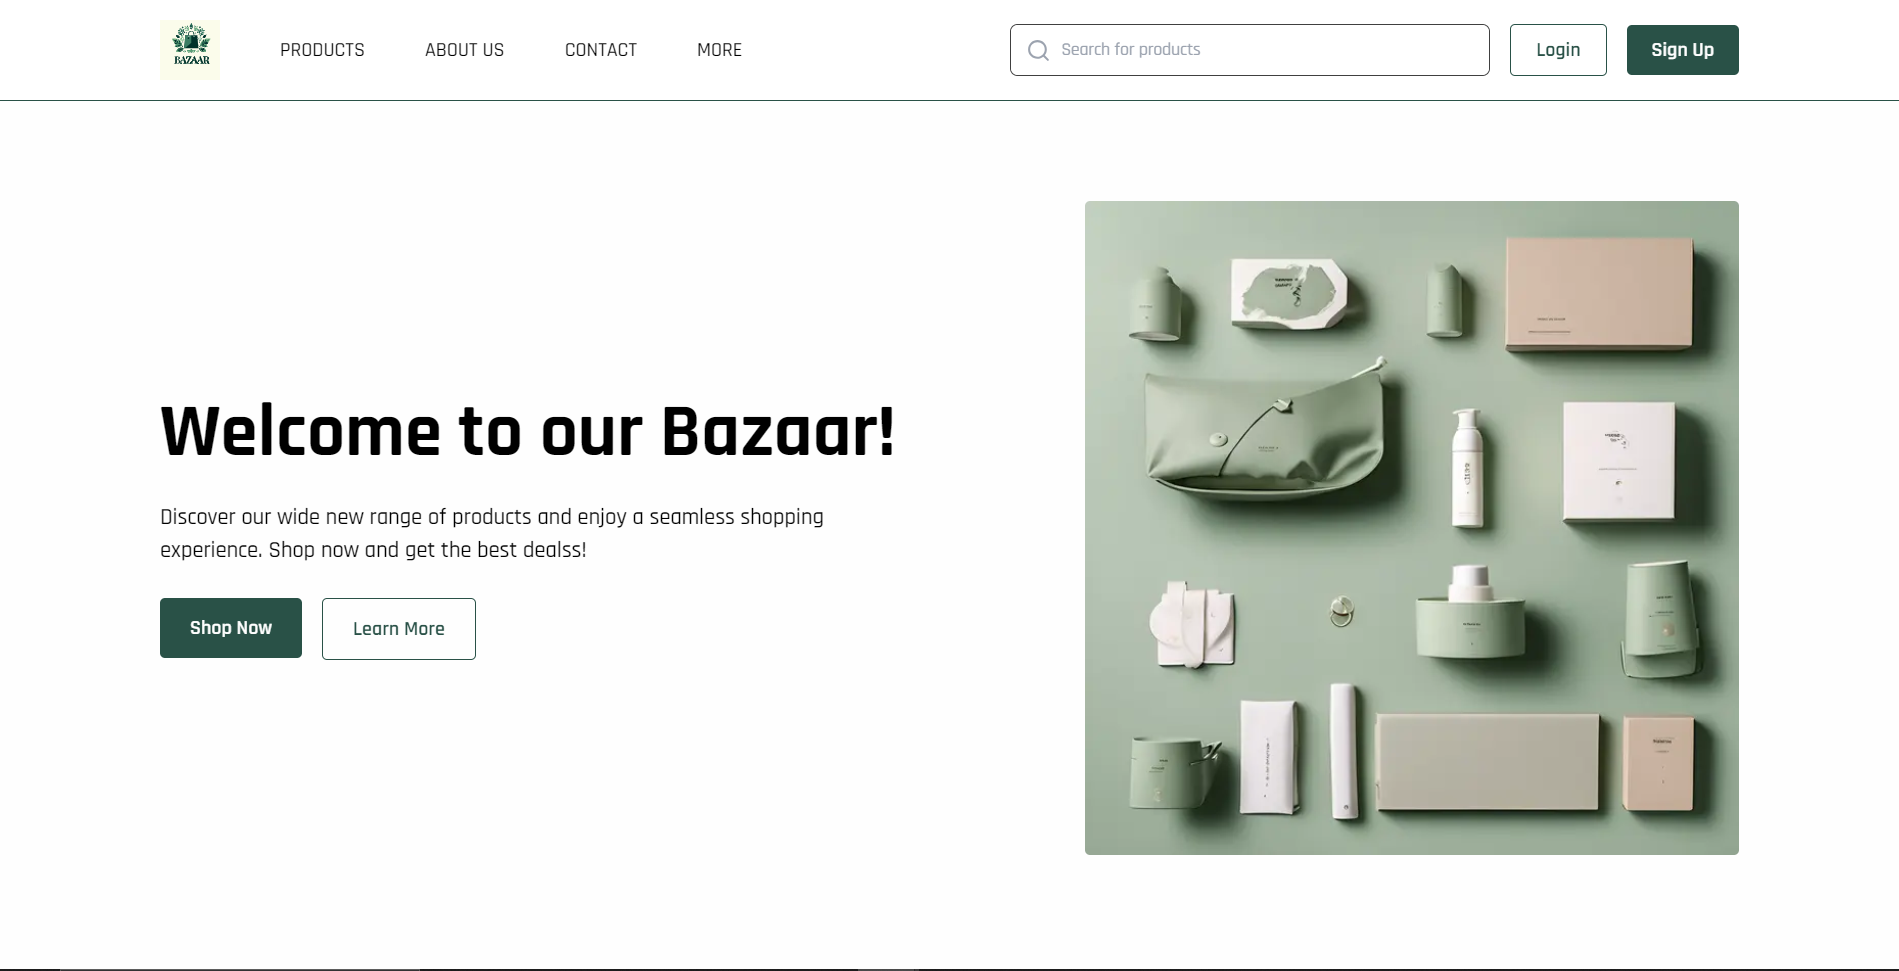 BAZAAR
PRODUCTS
ABOUT US
CONTACT
MORE
Search for products
Login
Sign Up
Welcome to our Bazaar!
Discover our wide new range of products and enjoy a seamless shopping
experience. Shop now and get the best dealss!
Shop Now
Learn More